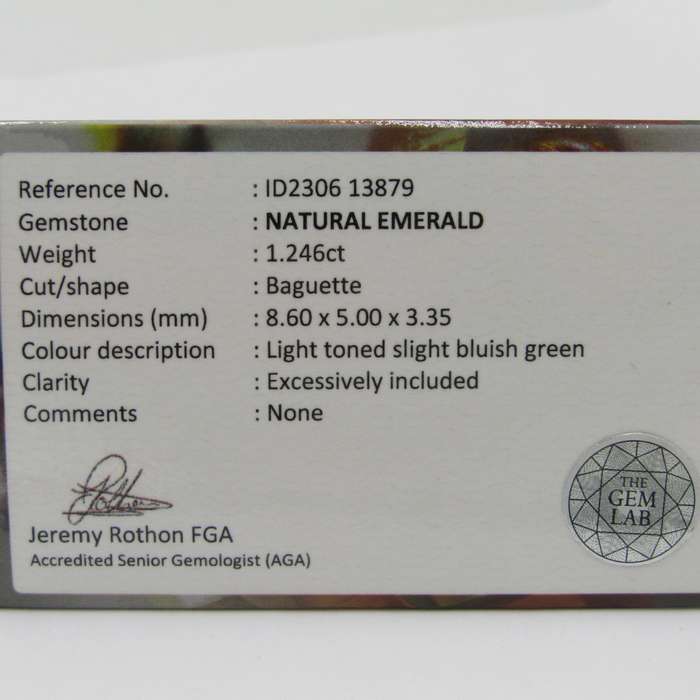 Reference No. : ID2306 13879
Gemstone : NATURAL EMERALD
Weight : 1.246ct
Cut/shape : Baguette
Dimensions (mm) : 8.60 x 5.00 x 3.35
Colour description : Light toned slight bluish green
Clarity : Excessively included
Comments : None
Jeremy Rothon FGA
Accredited Senior Gemologist (AGA)
THE
GEM
LAB